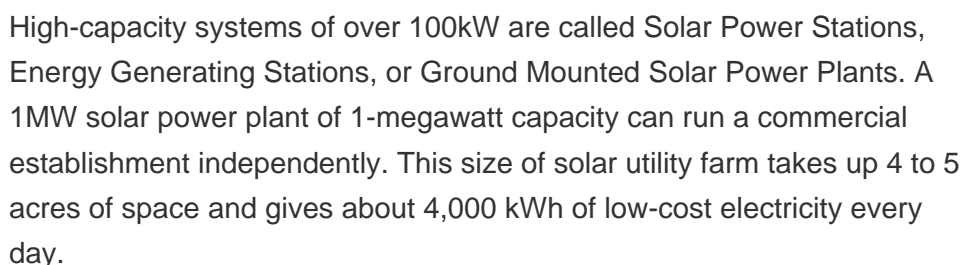 High-capacity systems of over 100kW are called Solar Power Stations,
Energy Generating Stations, or Ground Mounted Solar Power Plants. A
1MW solar power plant of 1-megawatt capacity can run a commercial
establishment independently. This size of solar utility farm takes up 4 to 5
acres of space and gives about 4,000 kWh of low-cost electricity every
day.